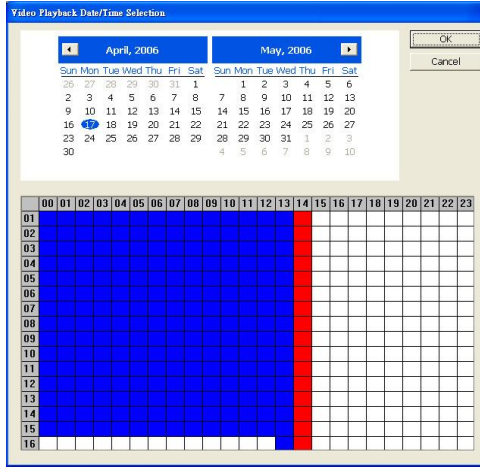 Video Playback Date/Time Selection
OK
Cancel
April, 2006
Sun Mon Tue Wed Thu Fri Sat
26 27 28 29 30 31 1
2 3 4 5 6 7 8
9 10 11 12 13 14 15
16 17 18 19 20 21 22
23 24 25 26 27 28 29
30
May, 2006
Sun Mon Tue Wed Thu Fri Sat
1 2 3 4 5 6
7 8 9 10 11 12 13
14 15 16 17 18 19 20
21 22 23 24 25 26 27
28 29 30 31 1 2 3
4 5 6 7 8 9 10
00 01 02 03 04 05 06 07 08 09 10 11 12 13 14 15 16 17 18 19 20 21 22 23
01
02
03
04
05
06
07
08
09
10
11
12
13
14
15
16